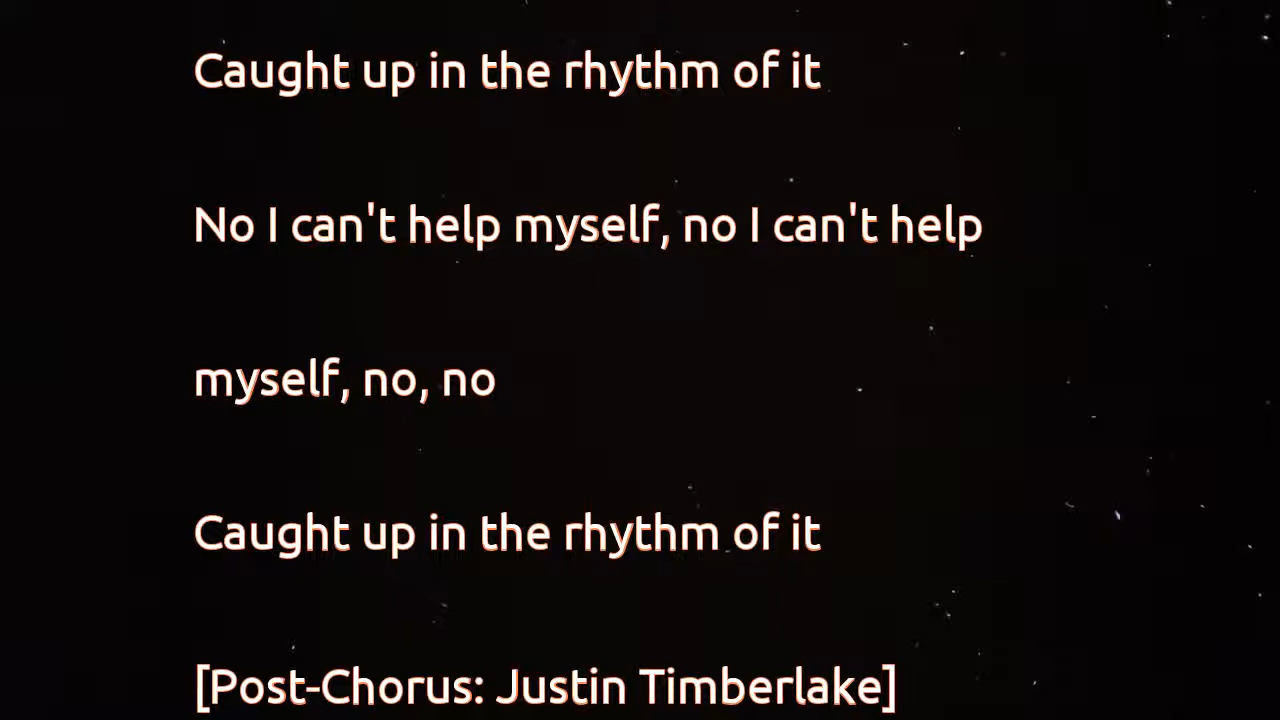 Caught up in the rhythm of it
No I can't help myself, no I can't help
myself, no, no
Caught up in the rhythm of it
[Post-Chorus: Justin Timberlake]